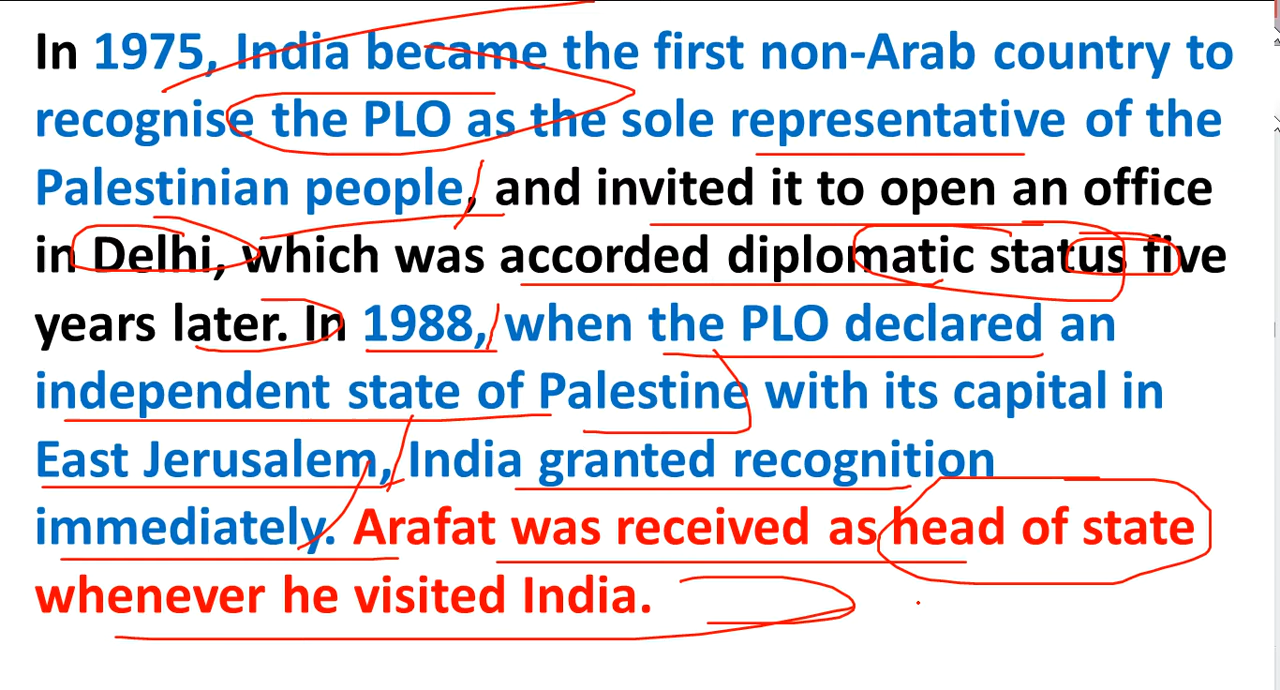 In 1975, India became the first non-Arab country to
recognise the PLO as the sole representative of the
Palestinian people, and invited it to open an office
in Delhi, which was accorded diplomatic status five
years later. In 1988, when the PLO declared an
independent state of Palestine with its capital in
East Jerusalem, India granted recognition
immediately. Arafat was received as head of state
whenever he visited India.